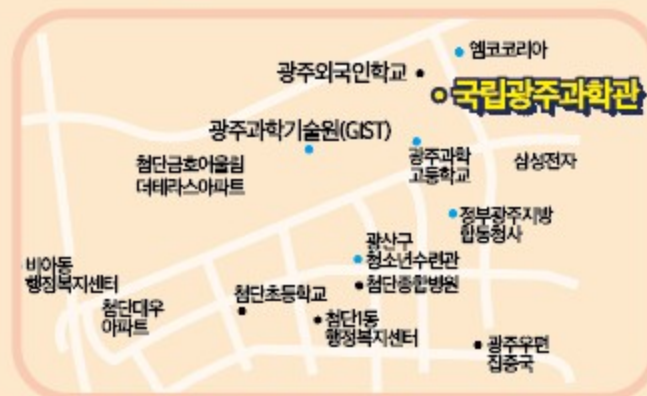 엠코코리아
광주외국인학교
국립광주과학관
광주과학기술원(GIST)
광주과학
고등학교
삼성전자
첨단금호어울림
더테라스아파트
정부광주지방
합동청사
광산구
청소년수련관
비아동
행정복지센터
첨단종합병원
첨단초등학교
첨단대우
아파트
첨단1동
행정복지센터
광주우편
집중국